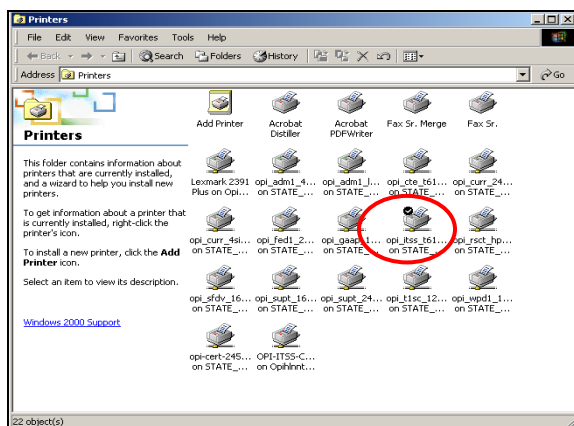 Printers
File Edit View Favorites Tools Help
Back Search Folders History
Address Printers Go
Printers
This folder contains information about
printers that are currently installed,
and a wizard to help you install new
printers.
To get information about a printer that
is currently installed, right-click the
printer's icon.
To install a new printer, click the Add
Printer icon.
Select an item to view its description.
Windows 2000 Support
Add Printer
Acrobat
Distiller
Acrobat
PDFWriter
Fax Sr. Merge
Fax Sr.
Lexmark 2391
Plus on Opi...
opi_adm1_4...
on STATE_...
opi_adm1_l...
on STATE_...
opi_cte_t61...
on STATE_...
opi_curr_24...
on STATE_...
opi_curr_4si...
on STATE_...
opi_fed1_2...
on STATE_...
opi_gaap_1...
on STATE_...
opi_itss_t61...
on STATE_...
opi_rsct_hp...
on STATE_...
opi_sfdv_16...
on STATE_...
opi_supt_16...
on STATE_...
opi_supt_24...
on STATE_...
opi_t1sc_12...
on STATE_...
opi_wpd1_1...
on STATE_...
opi-cert-245...
on STATE_...
OPI-ITSS-C...
on Opihlnnt...
22 object(s)